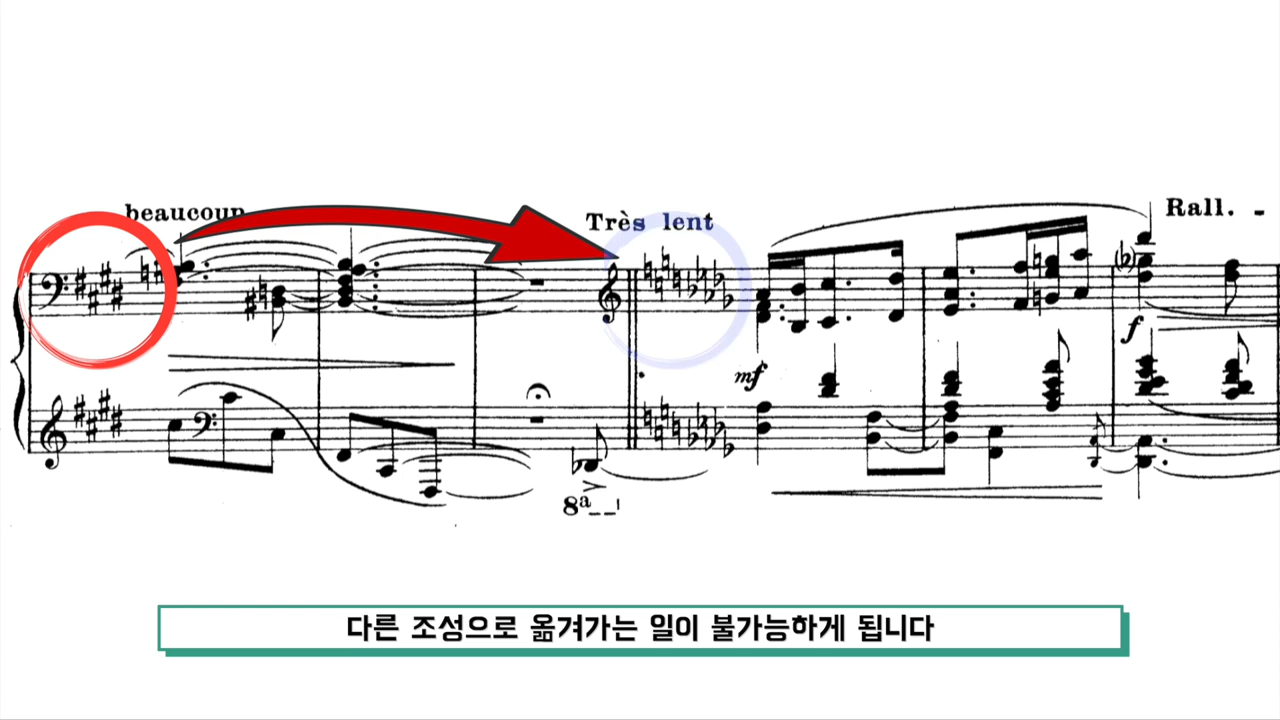 beaucoup
Très lent
Rall. -
mf
f
8a
다른 조성으로 옮겨가는 일이 불가능하게 됩니다